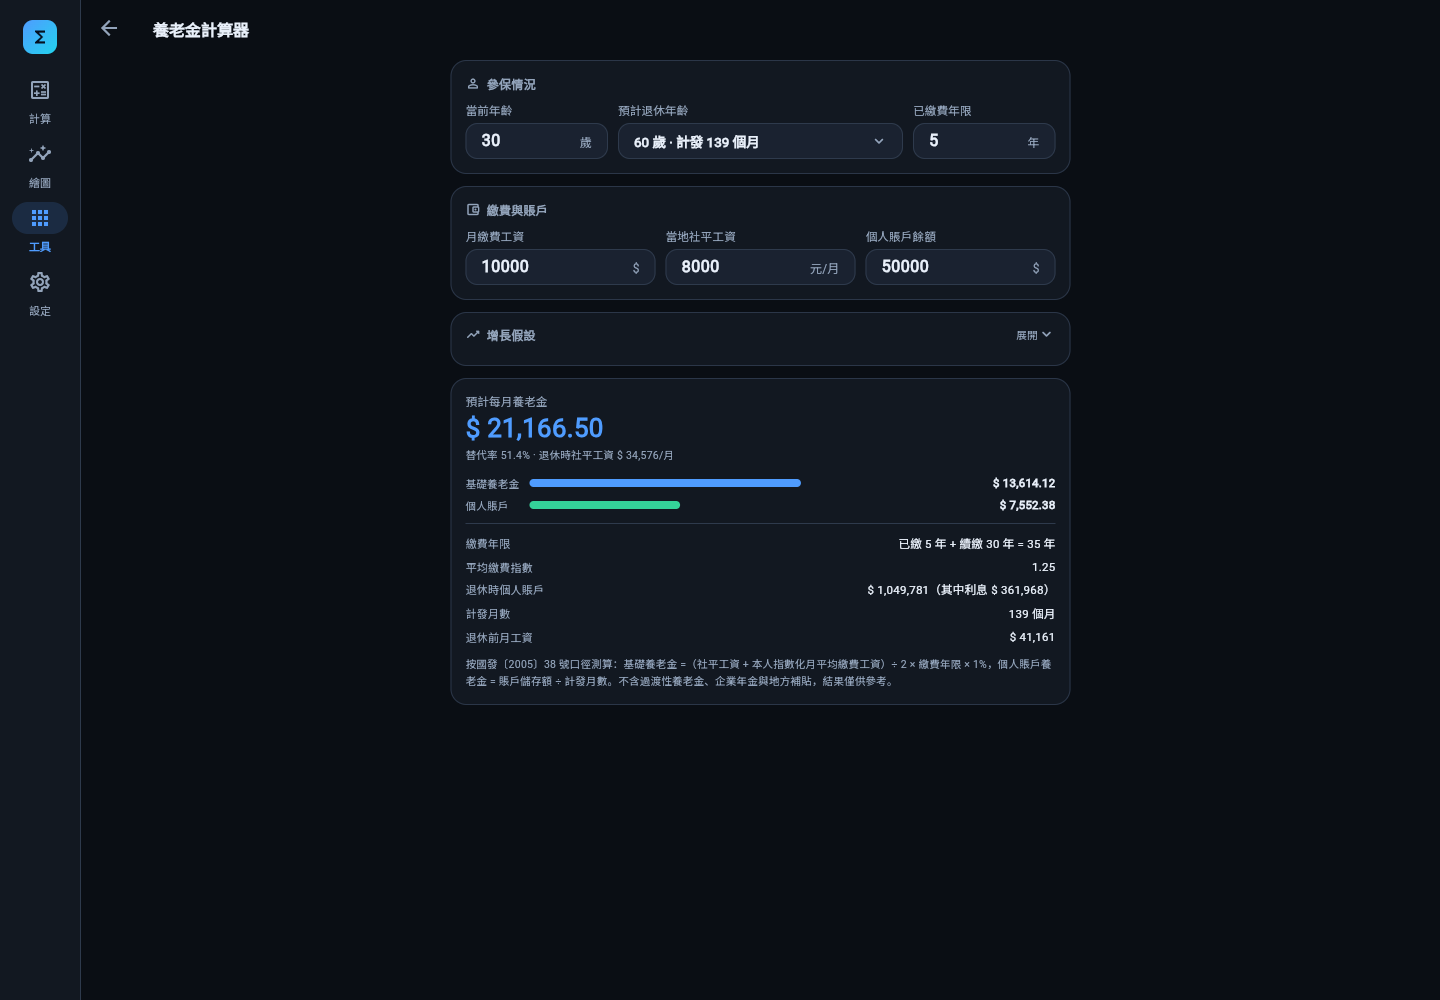 Σ
養老金計算器
計算
繪圖
工具
設定
參保情況
當前年齡
預計退休年齡
已繳費年限
30 歲
60 歲 · 計發 139 個月
5 年
繳費與賬戶
月繳費工資
當地社平工資
個人賬戶餘額
10000 $
8000 元/月
50000 $
增長假設
展開
預計每月養老金
$ 21,166.50
替代率 51.4% · 退休時社平工資 $ 34,576/月
基礎養老金 $ 13,614.12
個人賬戶 $ 7,552.38
繳費年限 已繳 5 年 + 續繳 30 年 = 35 年
平均繳費指數 1.25
退休時個人賬戶 $ 1,049,781（其中利息 $ 361,968）
計發月數 139 個月
退休前月工資 $ 41,161
按國發〔2005〕38 號口徑測算：基礎養老金 =（社平工資 + 本人指數化月平均繳費工資）÷ 2 × 繳費年限 × 1%，個人賬戶養
老金 = 賬戶儲存額 ÷ 計發月數。不含過渡性養老金、企業年金與地方補貼，結果僅供參考。